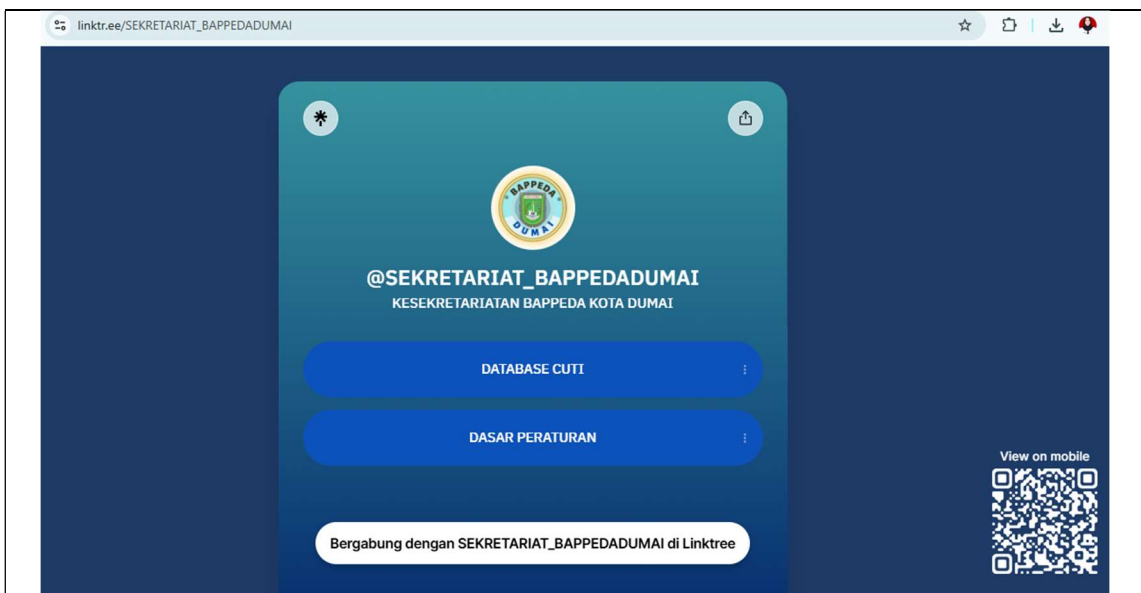 linktr.ee/SEKRETARIAT_BAPPEDADUMAI
BAPPEDA
DUMAI
@SEKRETARIAT_BAPPEDADUMAI
KESEKRETARIATAN BAPPEDA KOTA DUMAI
DATABASE CUTI
DASAR PERATURAN
View on mobile
Bergabung dengan SEKRETARIAT_BAPPEDADUMAI di Linktree